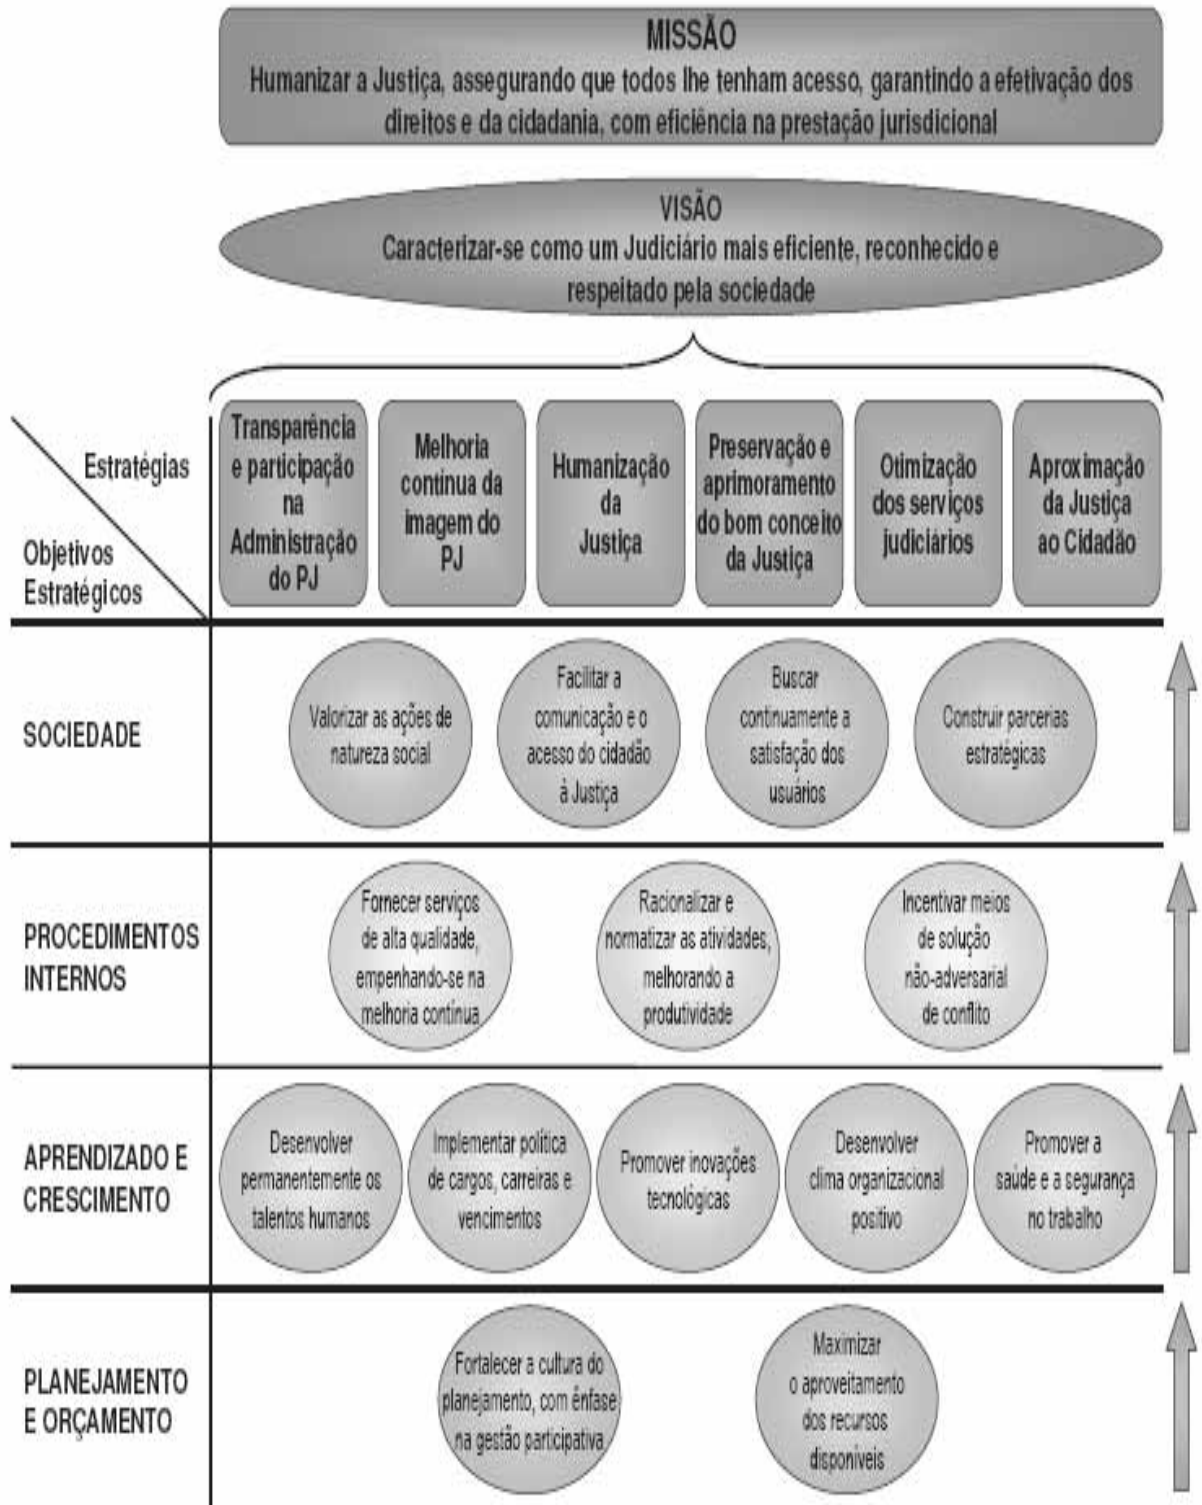 MISSÃO
Humanizar a Justiça, assegurando que todos lhe tenham acesso, garantindo a efetivação dos
direitos e da cidadania, com eficiência na prestação jurisdicional
VISÃO
Caracterizar-se como um Judiciário mais eficiente, reconhecido e
respeitado pela sociedade
Estratégias
Objetivos
Estratégicos
Transparência
e participação
na
Administração
do PJ
Melhoria
contínua da
imagem do
PJ
Humanização
da
Justiça
Preservação e
aprimoramento
do bom conceito
da Justiça
Otimização
dos serviços
judiciários
Aproximação
da Justiça
ao Cidadão
SOCIEDADE
Valorizar as ações de
natureza social
Facilitar a
comunicação e o
acesso do cidadão
à Justiça
Buscar
continuamente a
satisfação dos
usuários
Construir parcerias
estratégicas
PROCEDIMENTOS
INTERNOS
Fornecer serviços
de alta qualidade,
empenhando-se na
melhoria contínua
Racionalizar e
normatizar as atividades,
melhorando a
produtividade
Incentivar meios
de solução
não-adversarial
de conflito
APRENDIZADO E
CRESCIMENTO
Desenvolver
permanentemente os
talentos humanos
Implementar política
de cargos, carreiras e
vencimentos
Promover inovações
tecnológicas
Desenvolver
clima organizacional
positivo
Promover a
saúde e a segurança
no trabalho
PLANEJAMENTO
E ORÇAMENTO
Fortalecer a cultura do
planejamento, com ênfase
na gestão participativa
Maximizar
o aproveitamento
dos recursos
disponíveis